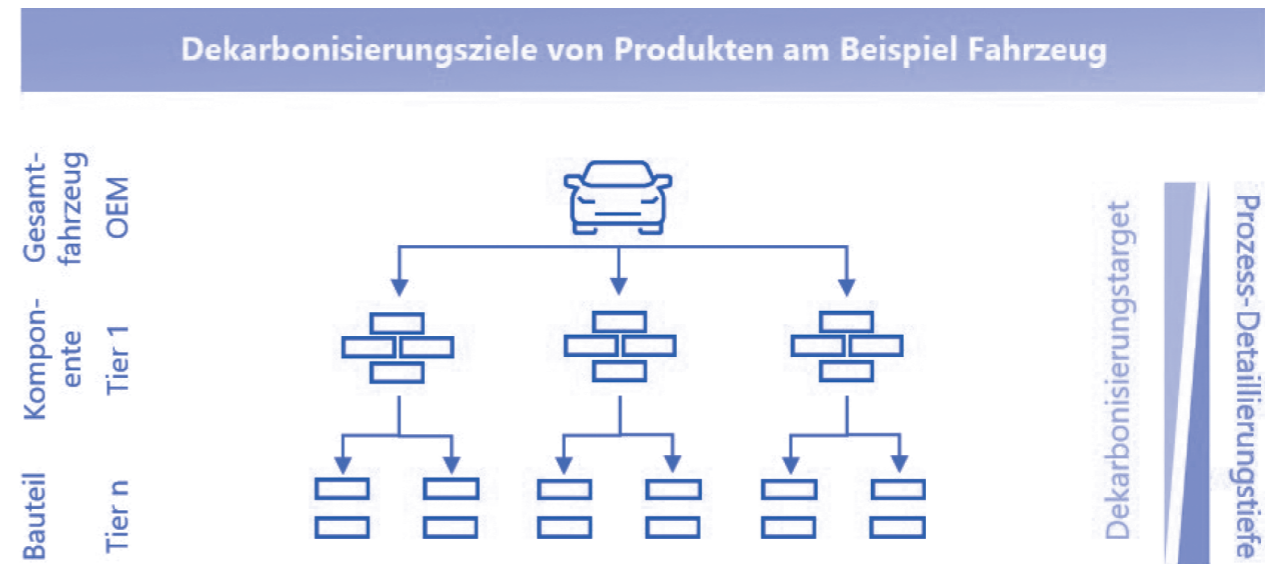 Dekarbonisierungsziele von Produkten am Beispiel Fahrzeug
Gesamt-
fahrzeug
OEM
Kompon-
ente
Tier 1
Bauteil
Tier n
Dekarbonisierungstarget
Prozess-Detaillierungstiefe